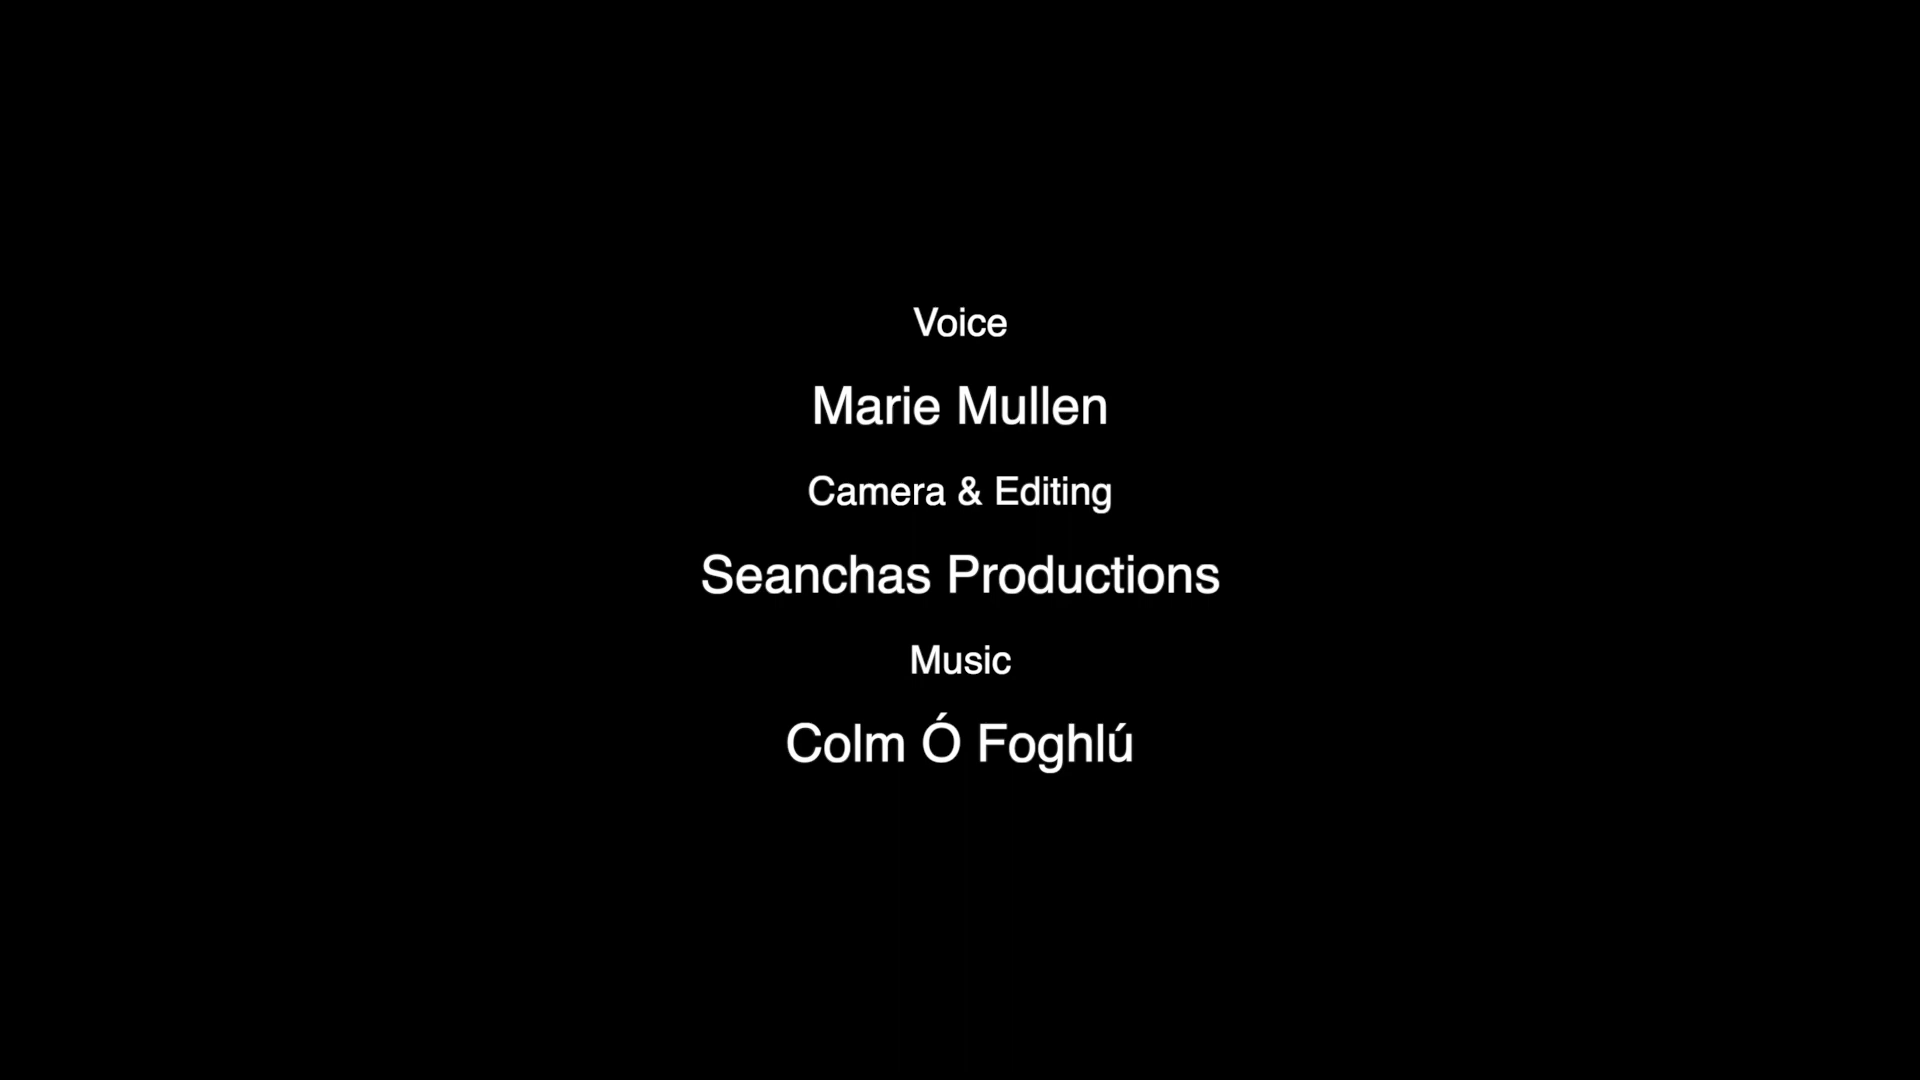 Voice
Marie Mullen
Camera & Editing
Seanchas Productions
Music
Colm Ó Foghlú